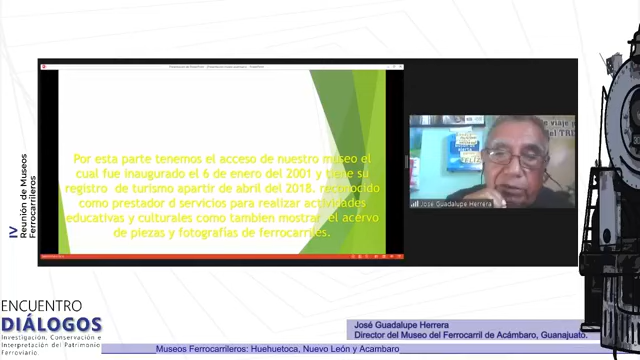 Por esta parte tenemos el acceso de nuestro museo el
cual fue inaugurado el 6 de enero del 2001 y tiene su
registro de turismo apartir de abril del 2018. reconocido
como prestador d servicios para realizar actividades
educativas y culturales como tambien mostrar el acervo
de piezas y fotografías de ferrocarriles.
José Guadalupe Herrera
IV
Reunión de Museos
Ferrocarrileros
ENCUENTRO
DIÁLOGOS
Investigación, Conservación e
Interpretación del Patrimonio
Ferroviario.
José Guadalupe Herrera
Director del Museo del Ferrocarril de Acámbaro, Guanajuato.
Museos Ferrocarrileros: Huehuetoca, Nuevo León y Acambaro